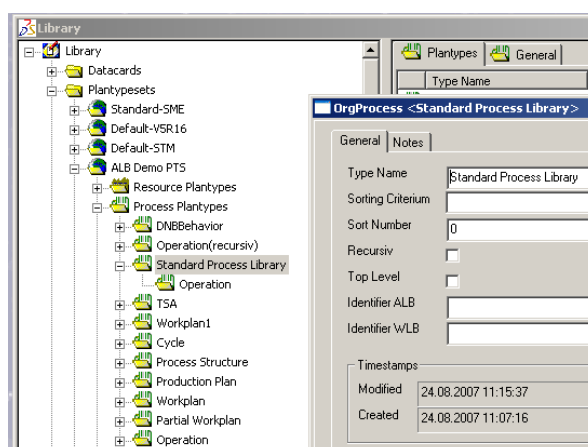 Library
Library
Datacards
Plantypesets
Standard-SME
Default-V5R16
Default-STM
ALB Demo PTS
Resource Plantypes
Process Plantypes
DNBBehavior
Operation(recursiv)
Standard Process Library
Operation
TSA
Workplan1
Cycle
Process Structure
Production Plan
Workplan
Partial Workplan
Operation
Plantypes General
Type Name
OrgProcess <Standard Process Library>
General Notes
Type Name Standard Process Library
Sorting Criterium
Sort Number 0
Recursiv
Top Level
Identifier ALB
Identifier WLB
Timestamps
Modified 24.08.2007 11:15:37
Created 24.08.2007 11:07:16